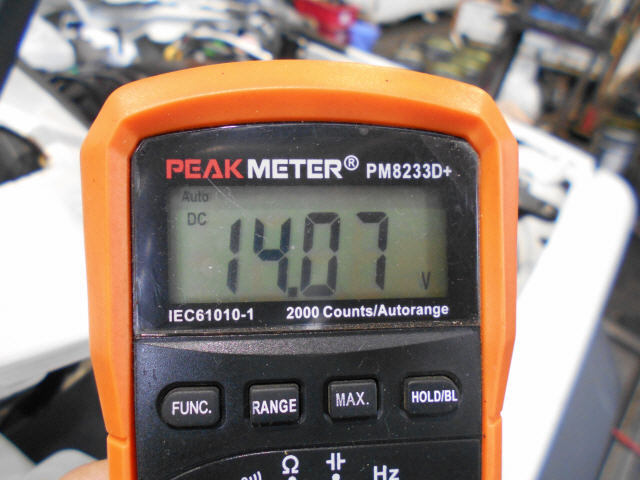 PEAKMETER® PM8233D+
Auto
DC
14.07 V
IEC61010-1 2000 Counts/Autorange
FUNC. RANGE MAX. HOLD/BL
Ω Hz